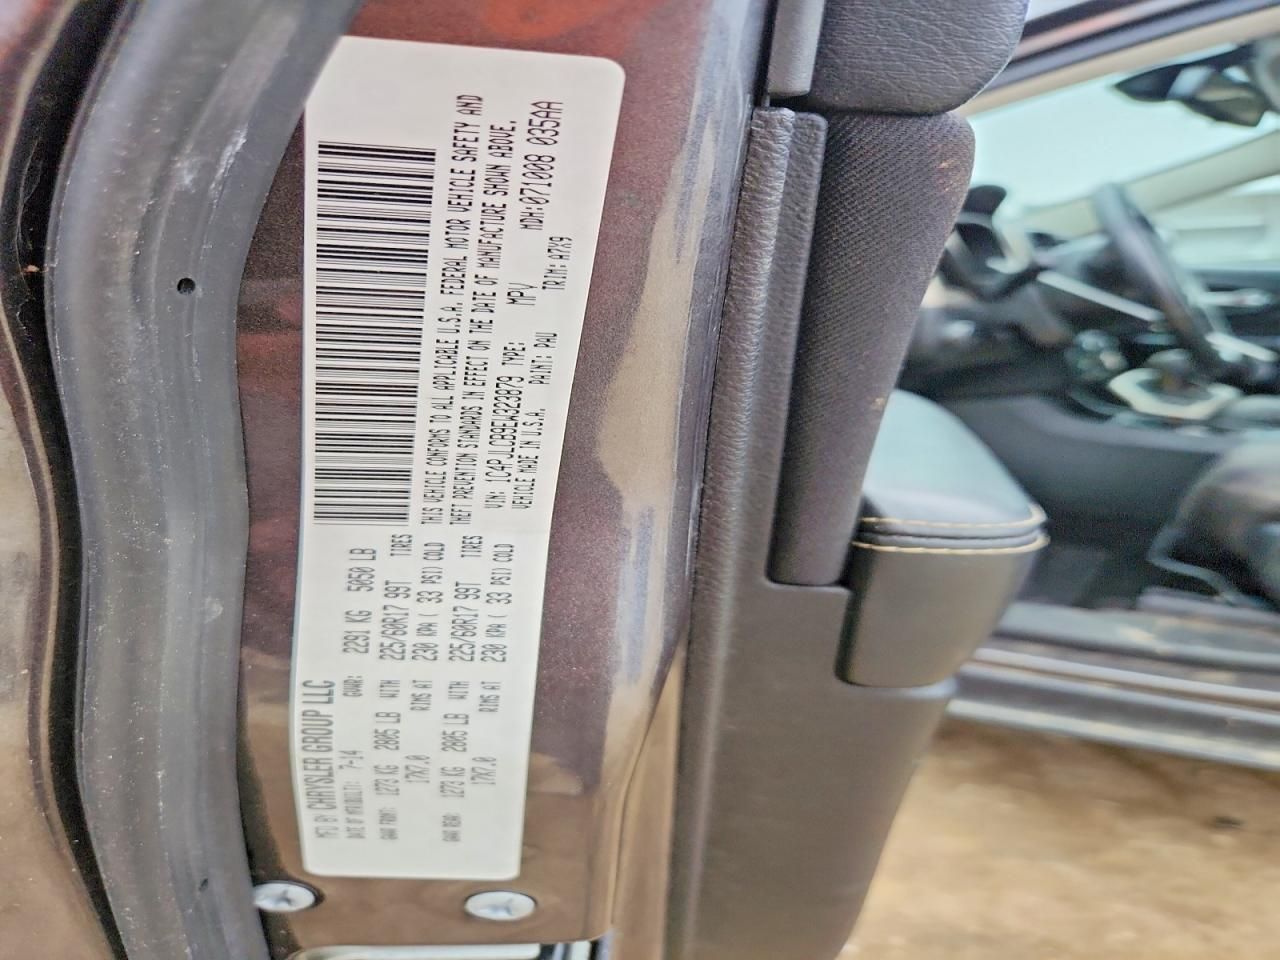 MFD BY CHRYSLER GROUP LLC
DATE OF MFR/BUILT: 7-14 GVWR: 2291 KG 5050 LB
GAWR FRONT: 1273 KG 2805 LB WITH 225/60R17 99T TIRES
17X7.0 RIMS AT 230 KPA ( 33 PSI) COLD
GAWR REAR: 1273 KG 2805 LB WITH 225/60R17 99T TIRES
17X7.0 RIMS AT 230 KPA ( 33 PSI) COLD
THIS VEHICLE CONFORMS TO ALL APPLICABLE U.S.A. FEDERAL MOTOR VEHICLE SAFETY AND
THEFT PREVENTION STANDARDS IN EFFECT ON THE DATE OF MANUFACTURE SHOWN ABOVE.
VIN: 1C4PJLCB9EW323879 TYPE: MPV MDH:071008 035AA
VEHICLE MADE IN U.S.A. PAINT: PAU TRIM: A7X9